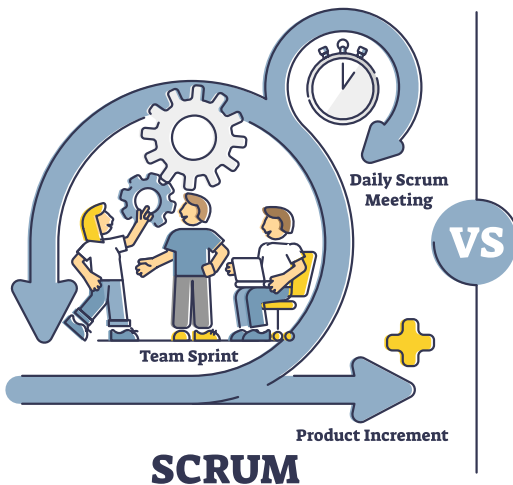 Daily Scrum
Meeting
VS
Team Sprint
Product Increment
SCRUM